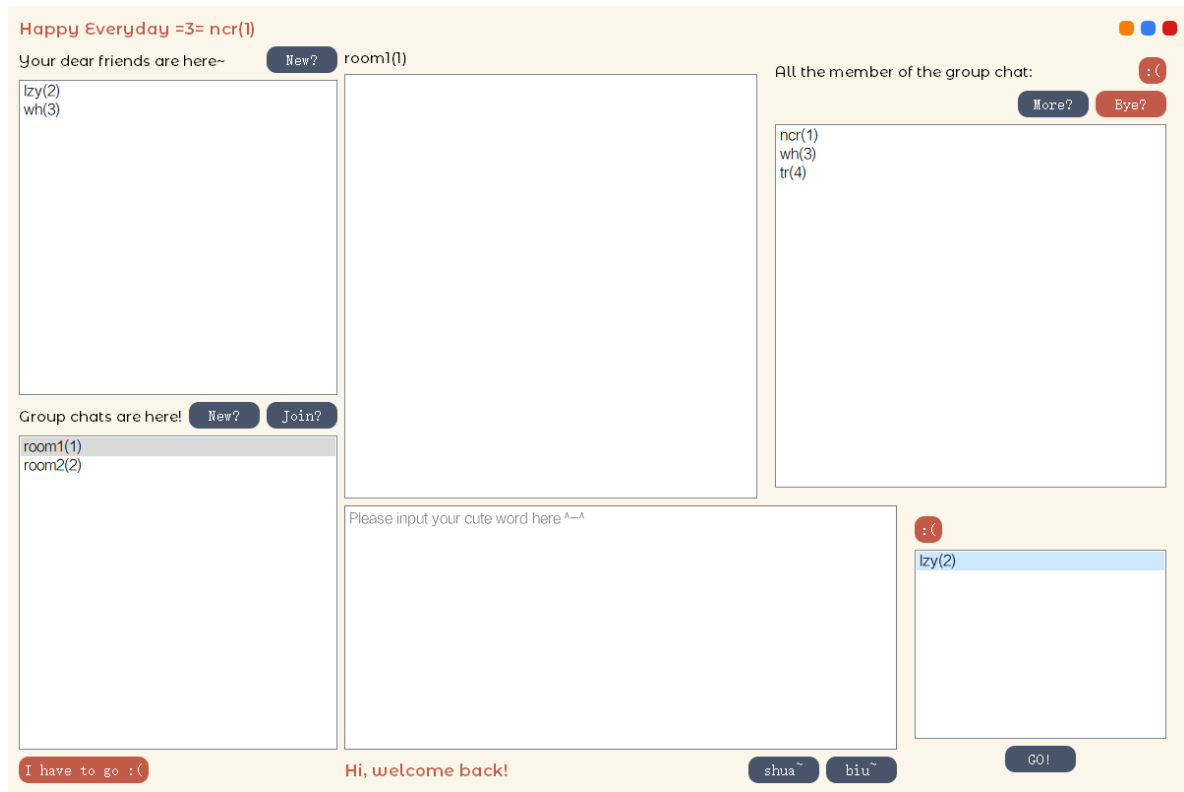 Happy Everyday =3= ncr(1)
Your dear friends are here~
New?
lzy(2)
wh(3)
Group chats are here!
New?
Join?
room1(1)
room2(2)
I have to go :(
room1(1)
Please input your cute word here ^—^
Hi, welcome back!
shua~
biu~
All the member of the group chat:
:(
More?
Bye?
ncr(1)
wh(3)
tr(4)
:(
lzy(2)
GO!